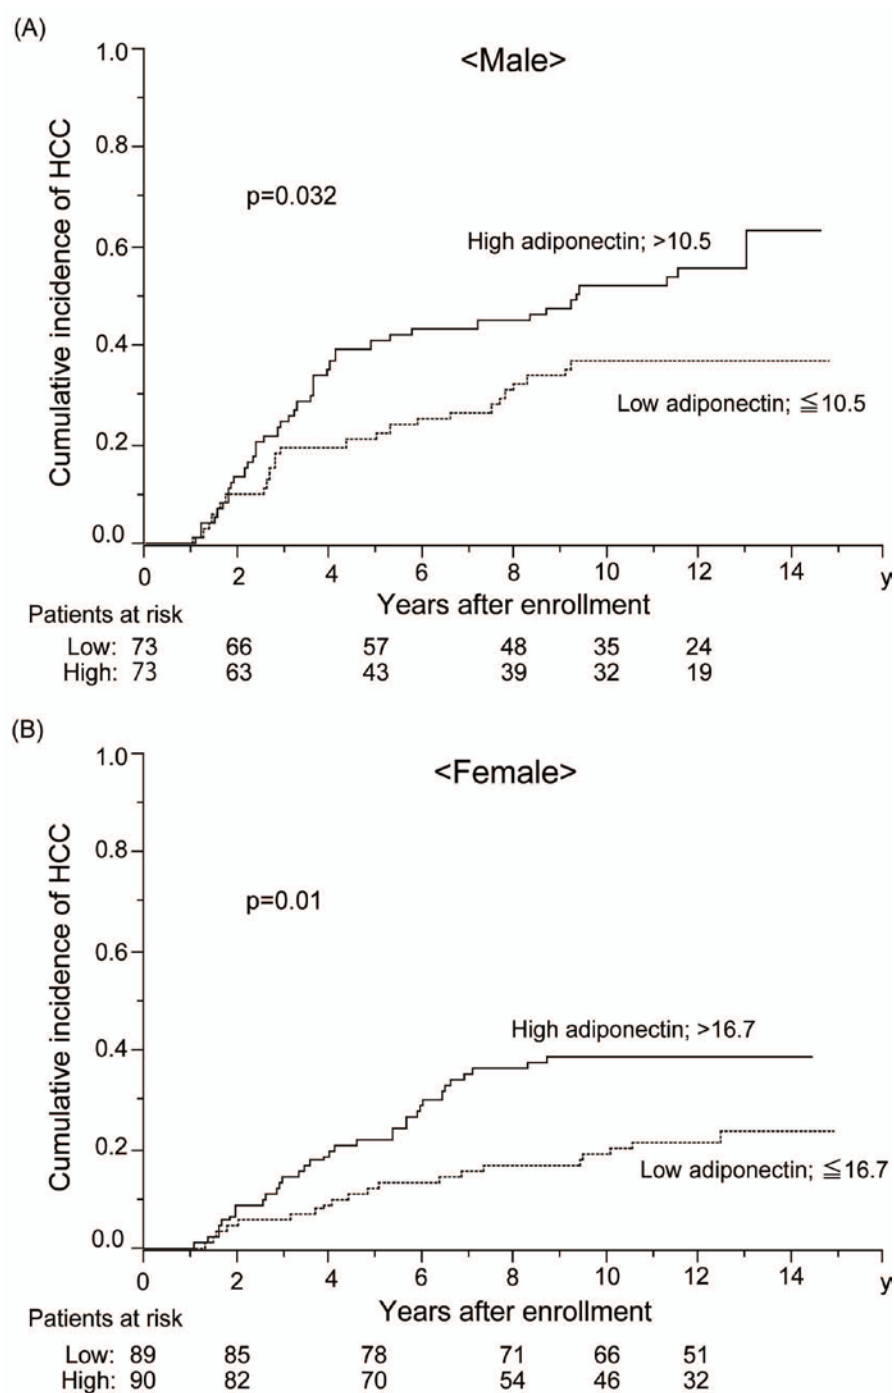 (A)
<Male>
1.0
0.8
0.6
0.4
0.2
0.0
Cumulative incidence of HCC
p=0.032
High adiponectin; >10.5
Low adiponectin; ≦10.5
0 2 4 6 8 10 12 14 y
Years after enrollment
Patients at risk
Low: 73 66 57 48 35 24
High: 73 63 43 39 32 19
(B)
<Female>
1.0
0.8
0.6
0.4
0.2
0.0
Cumulative incidence of HCC
p=0.01
High adiponectin; >16.7
Low adiponectin; ≦16.7
0 2 4 6 8 10 12 14 y
Years after enrollment
Patients at risk
Low: 89 85 78 71 66 51
High: 90 82 70 54 46 32